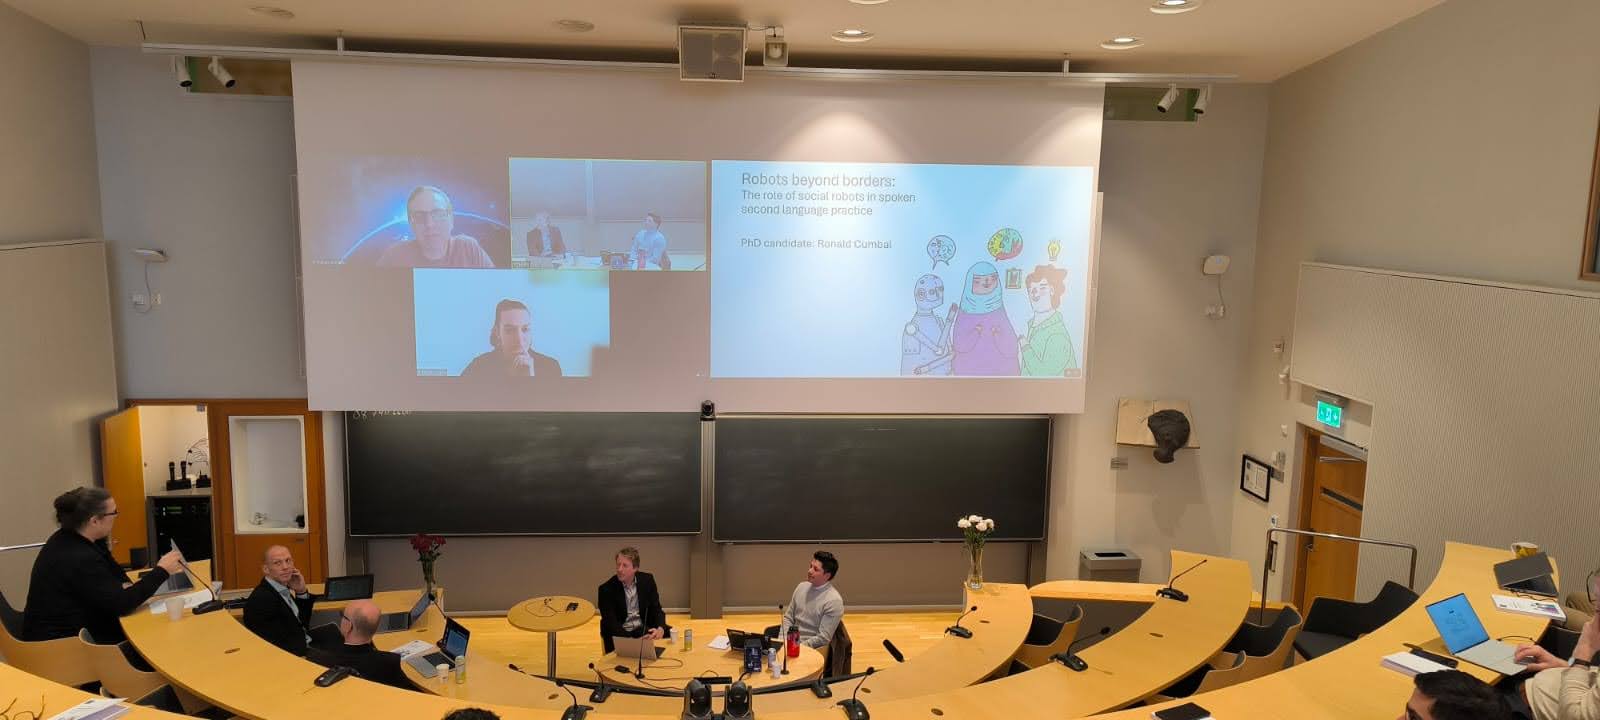 Robots beyond borders:
The role of social robots in spoken
second language practice
PhD candidate: Ronald Cumbal